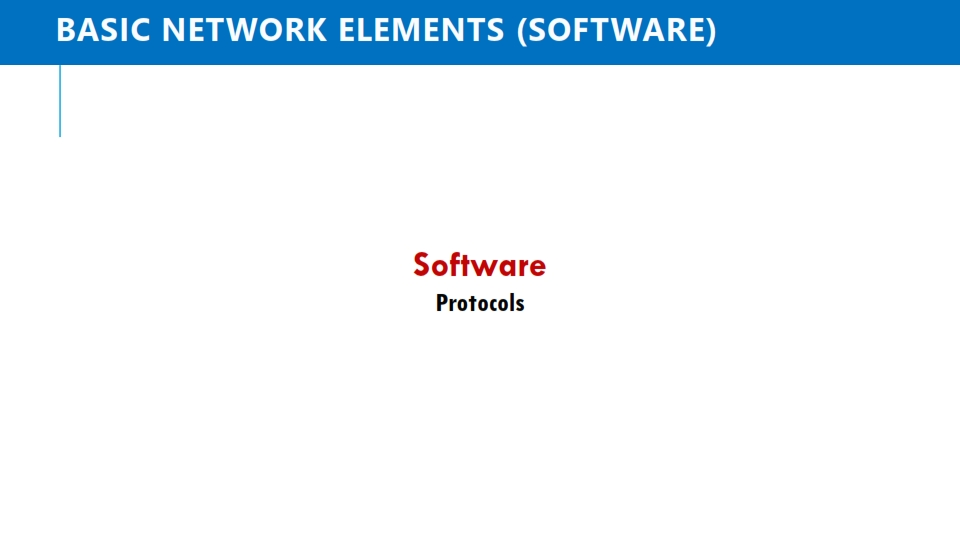 BASIC NETWORK ELEMENTS (SOFTWARE)
Software
Protocols